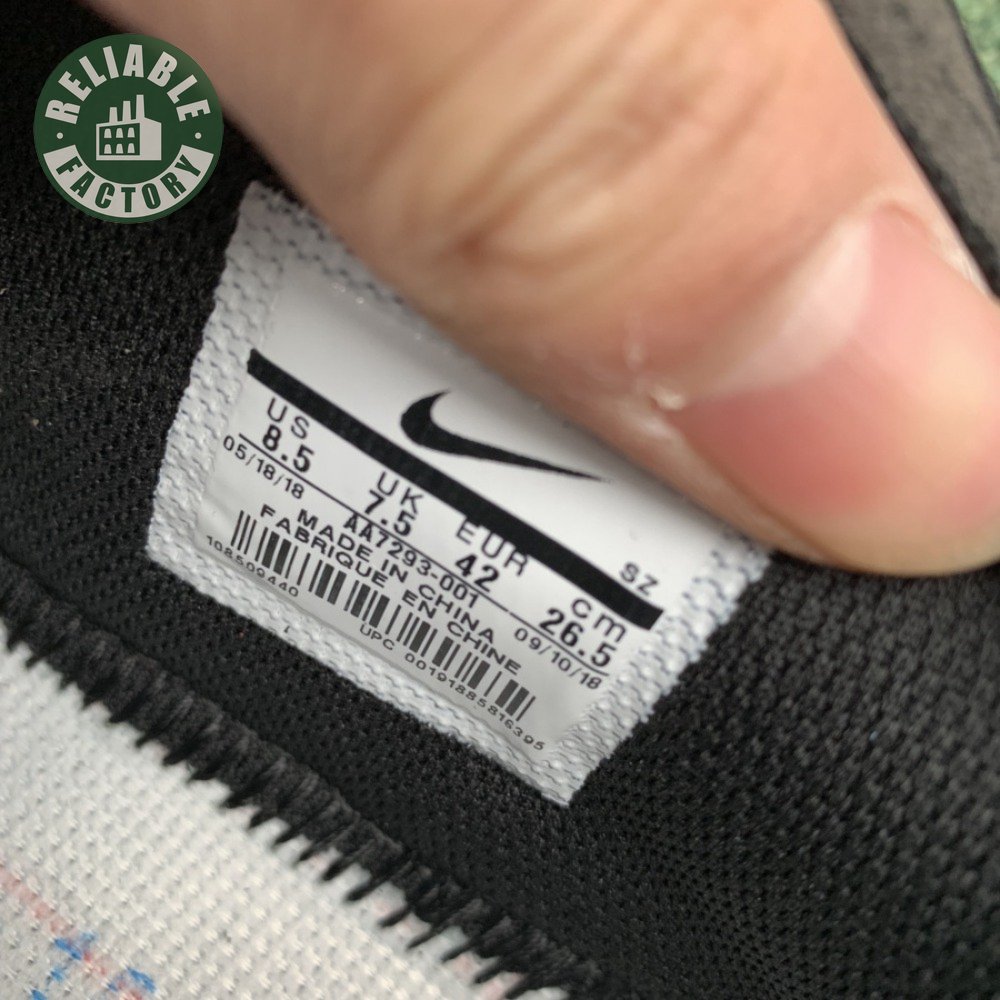 RELIABLE
FACTORY
SZ
US UK EUR cm
8.5 7.5 42 26.5
05/18/18 AA7293-001 09/10/18
MADE IN CHINA
FABRIQUE EN CHINE
108509440
UPC 00191885816395